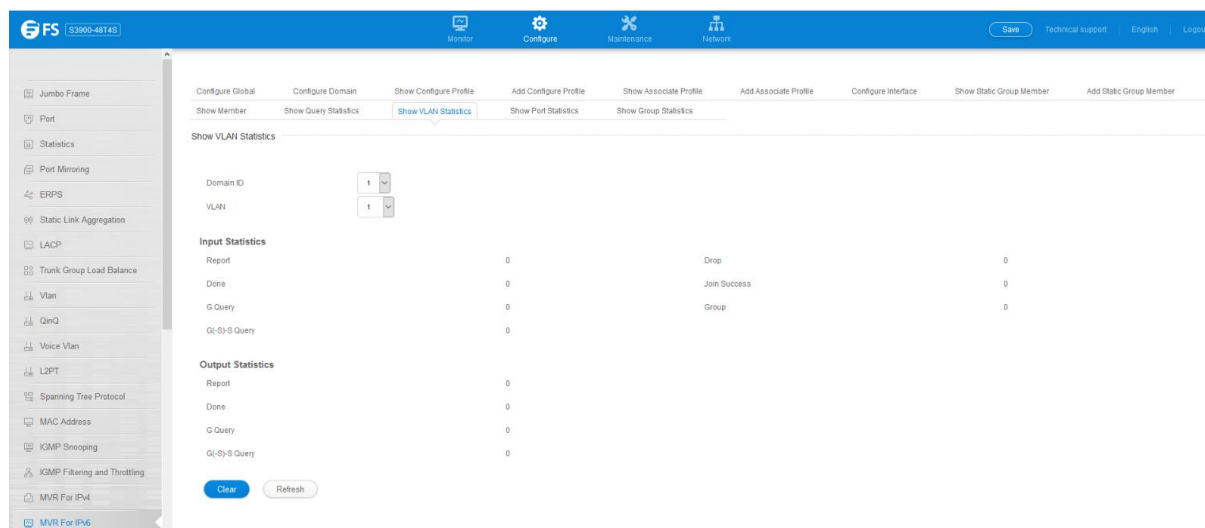 FS S3900-48T4S
Monitor
Configure
Maintenance
Network
Save
Technical support
English
Logou
Jumbo Frame
Port
Statistics
Port Mirroring
ERPS
Static Link Aggregation
LACP
Trunk Group Load Balance
Vlan
QinQ
Voice Vlan
L2PT
Spanning Tree Protocol
MAC Address
IGMP Snooping
IGMP Filtering and Throttling
MVR For IPv4
MVR For IPv6
Configure Global Configure Domain Show Configure Profile Add Configure Profile Show Associate Profile Add Associate Profile Configure Interface Show Static Group Member Add Static Group Member
Show Member Show Query Statistics Show VLAN Statistics Show Port Statistics Show Group Statistics
Show VLAN Statistics
Domain ID 1
VLAN 1
Input Statistics
Report 0 Drop 0
Done 0 Join Success 0
G Query 0 Group 0
G(-S)-S Query 0
Output Statistics
Report 0
Done 0
G Query 0
G(-S)-S Query 0
Clear Refresh